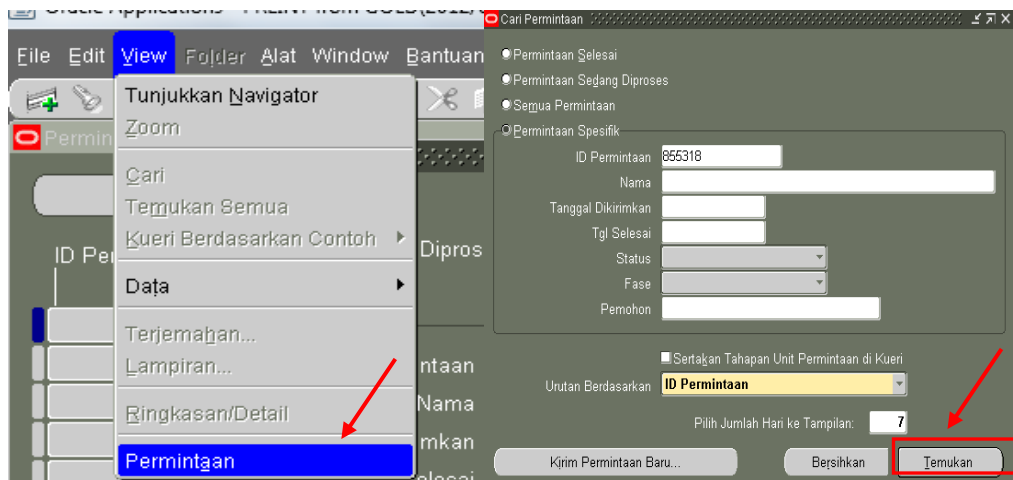 File Edit View Folder Alat Window Bantuan
Permin
Tunjukkan Navigator
Zoom
Cari
Temukan Semua
Kueri Berdasarkan Contoh
Data
Terjemahan...
Lampiran...
Ringkasan/Detail
Permintaan
ID Per
Dipros
ntaan
Nama
mkan
Cari Permintaan
Permintaan Selesai
Permintaan Sedang Diproses
Semua Permintaan
Permintaan Spesifik
ID Permintaan 855318
Nama
Tanggal Dikirimkan
Tgl Selesai
Status
Fase
Pemohon
Sertakan Tahapan Unit Permintaan di Kueri
Urutan Berdasarkan ID Permintaan
Pilih Jumlah Hari ke Tampilan: 7
Kirim Permintaan Baru... Bersihkan Temukan